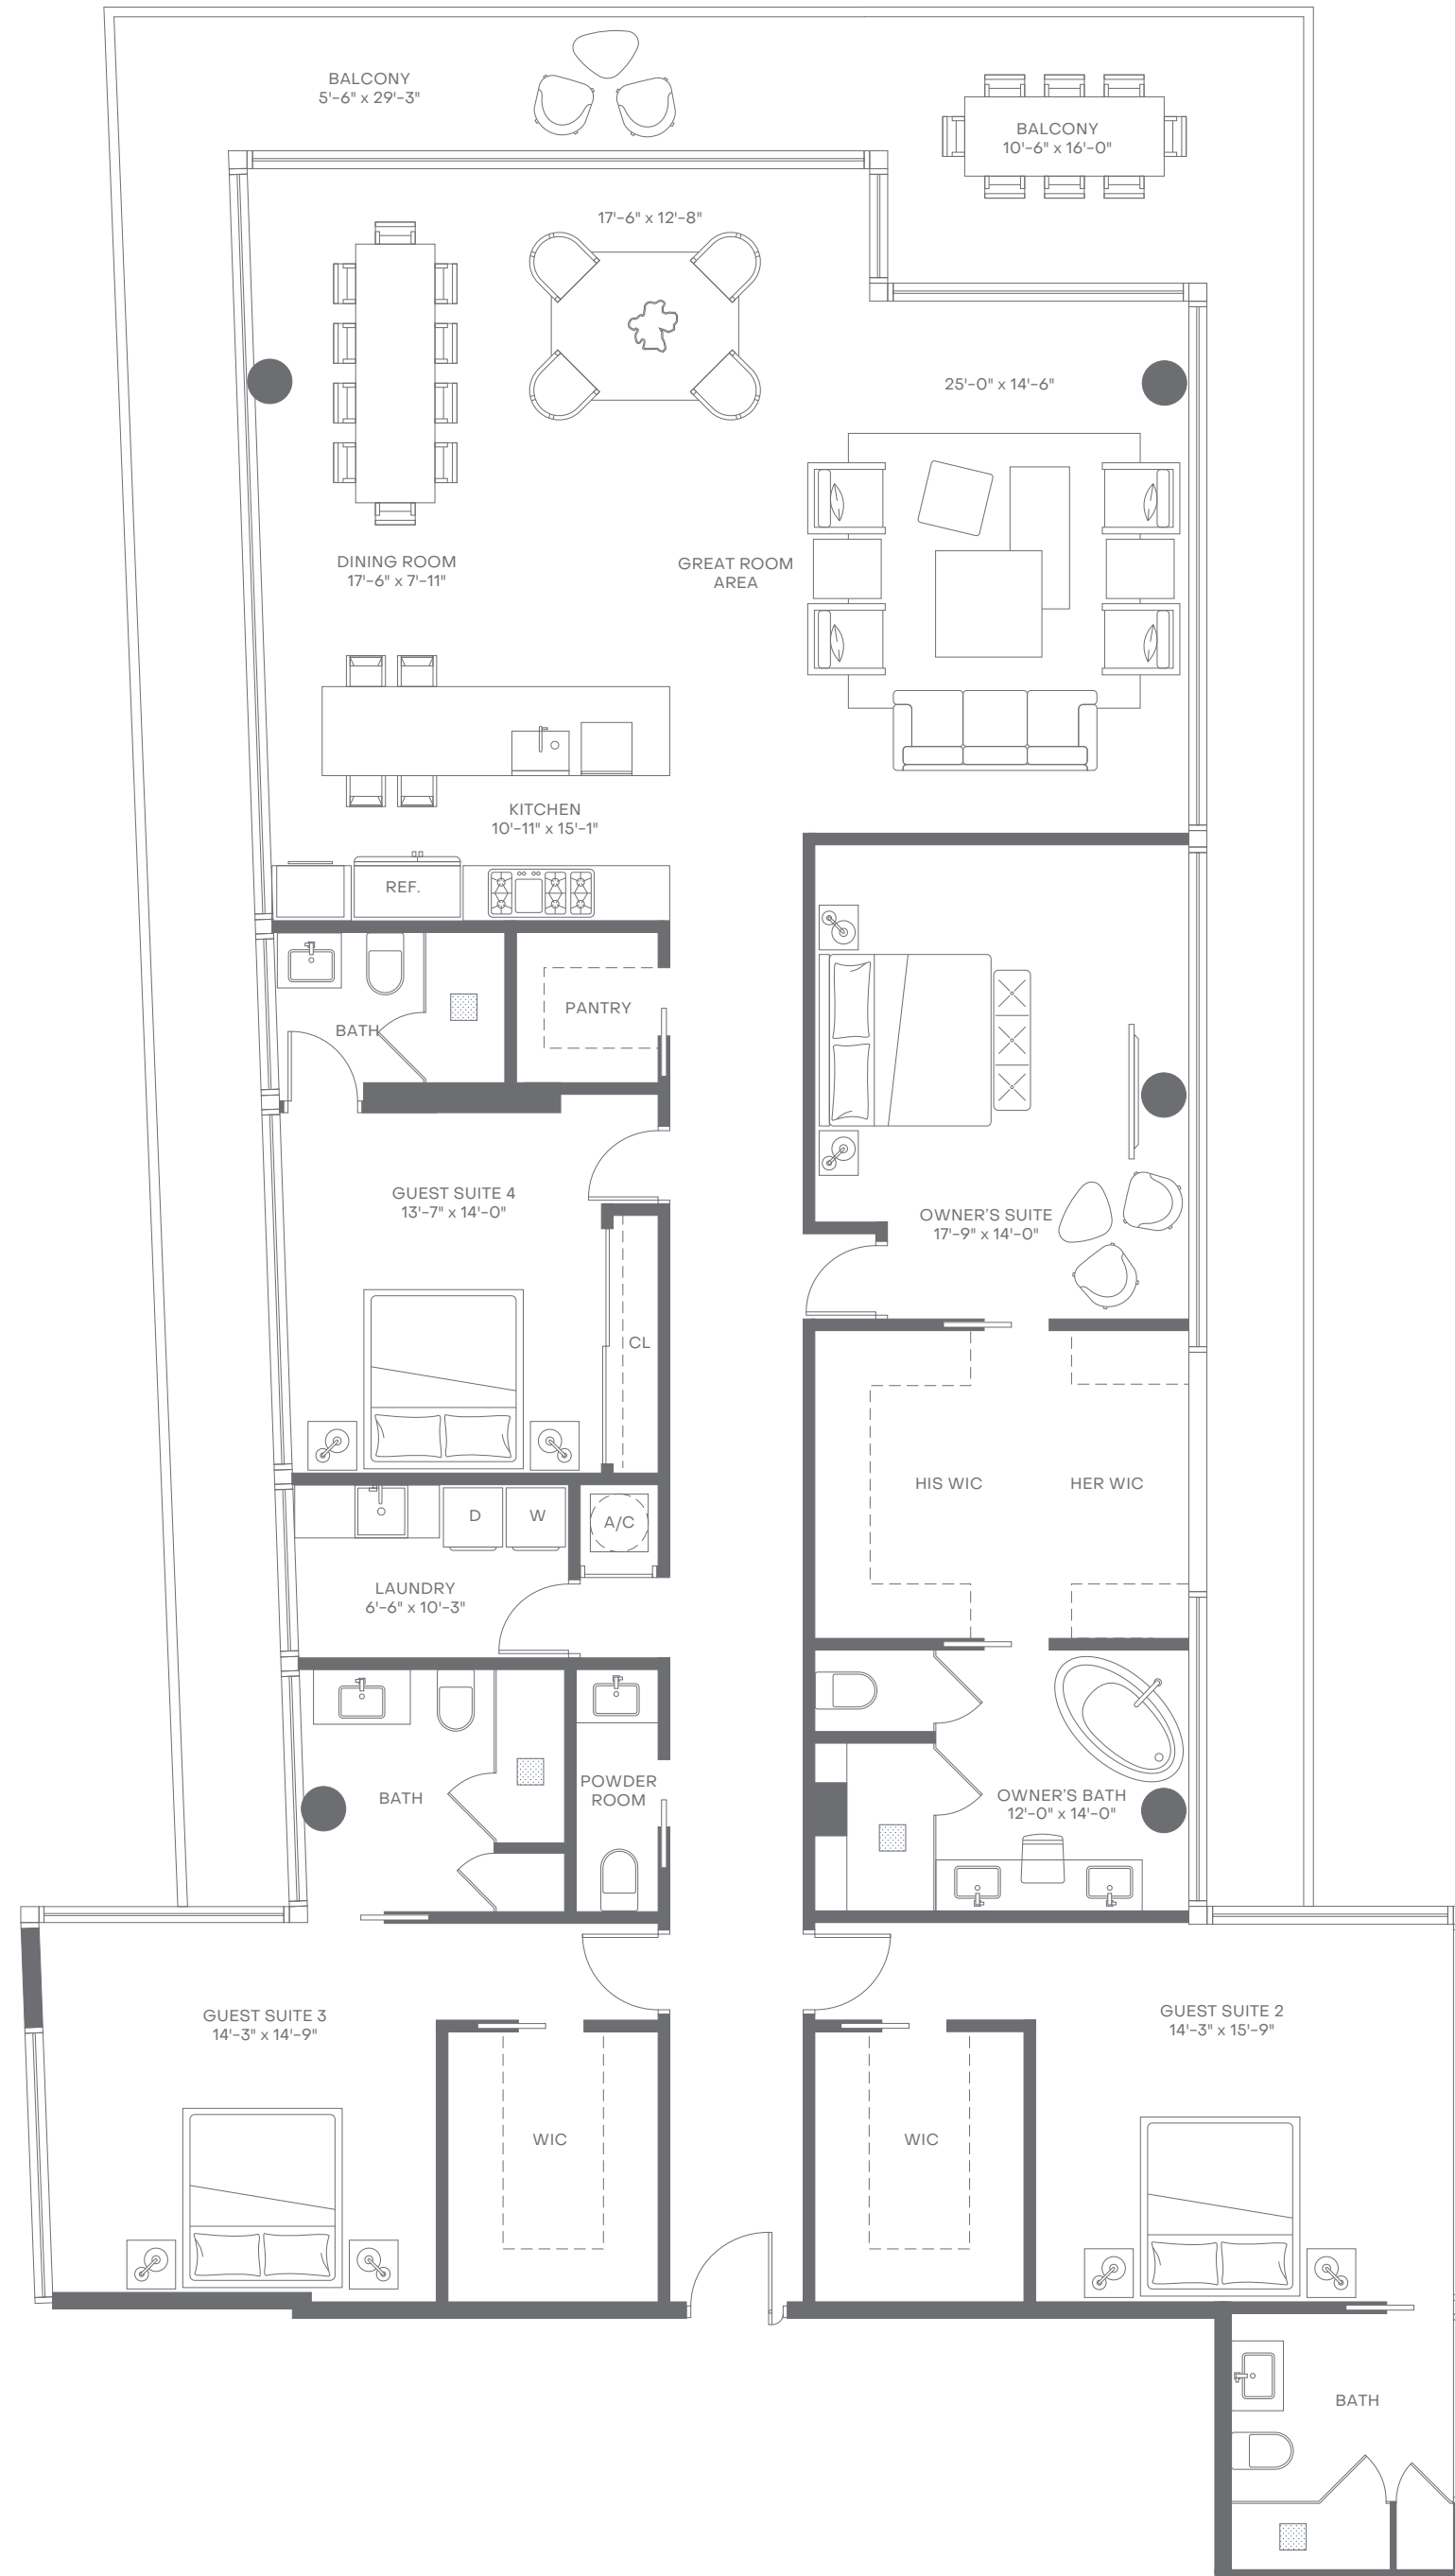 BALCONY
5'-6" x 29'-3"
BALCONY
10'-6" x 16'-0"
17'-6" x 12'-8"
25'-0" x 14'-6"
DINING ROOM
17'-6" x 7'-11"
GREAT ROOM
AREA
KITCHEN
10'-11" x 15'-1"
REF.
PANTRY
BATH
GUEST SUITE 4
13'-7" x 14'-0"
OWNER'S SUITE
17'-9" x 14'-0"
CL
HIS WIC
HER WIC
D
W
A/C
LAUNDRY
6'-6" x 10'-3"
BATH
POWDER
ROOM
OWNER'S BATH
12'-0" x 14'-0"
GUEST SUITE 3
14'-3" x 14'-9"
GUEST SUITE 2
14'-3" x 15'-9"
WIC
WIC
BATH